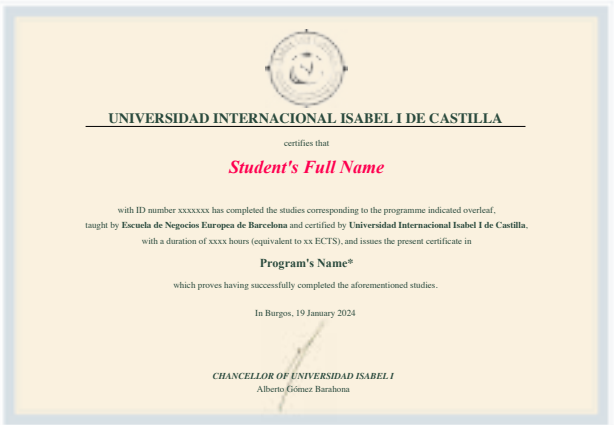 UNIVERSIDAD INTERNACIONAL ISABEL I DE CASTILLA
certifies that
Student's Full Name
with ID number xxxxxxx has completed the studies corresponding to the programme indicated overleaf,
taught by Escuela de Negocios Europea de Barcelona and certified by Universidad Internacional Isabel I de Castilla,
with a duration of xxxx hours (equivalent to xx ECTS), and issues the present certificate in
Program's Name*
which proves having successfully completed the aforementioned studies.
In Burgos, 19 January 2024
CHANCELLOR OF UNIVERSIDAD ISABEL I
Alberto Gómez Barahona